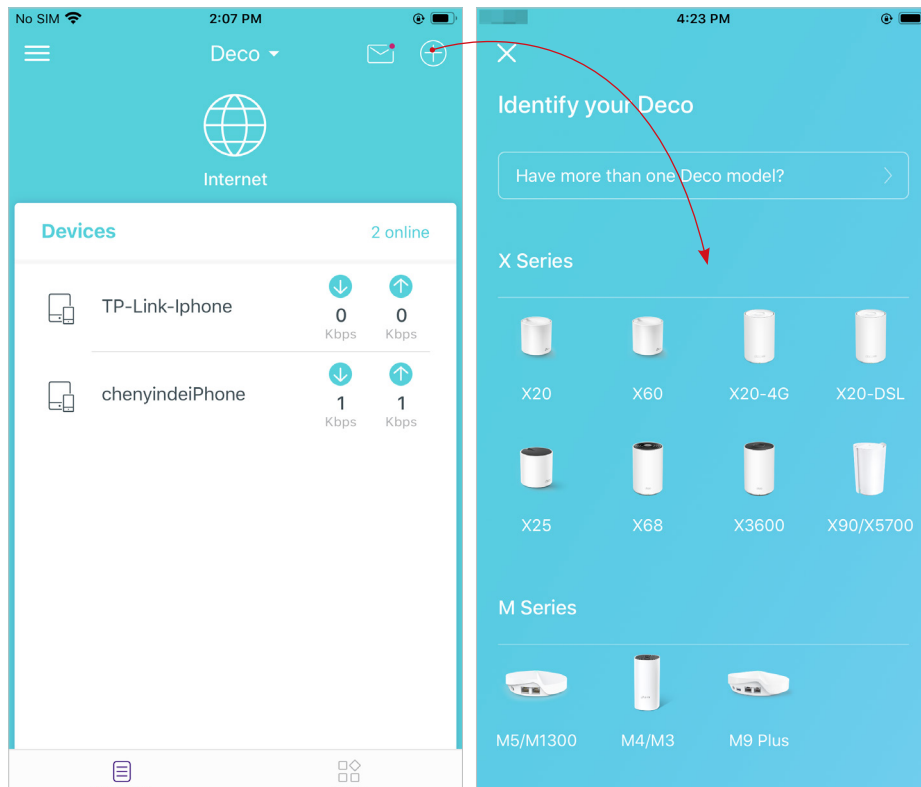 No SIM
2:07 PM
Deco
Internet
Devices
2 online
TP-Link-Iphone
0
0
Kbps
Kbps
chenyindeiPhone
1
1
Kbps
Kbps
4:23 PM
Identify your Deco
Have more than one Deco model?
X Series
X20
X60
X20-4G
X20-DSL
X25
X68
X3600
X90/X5700
M Series
M5/M1300
M4/M3
M9 Plus